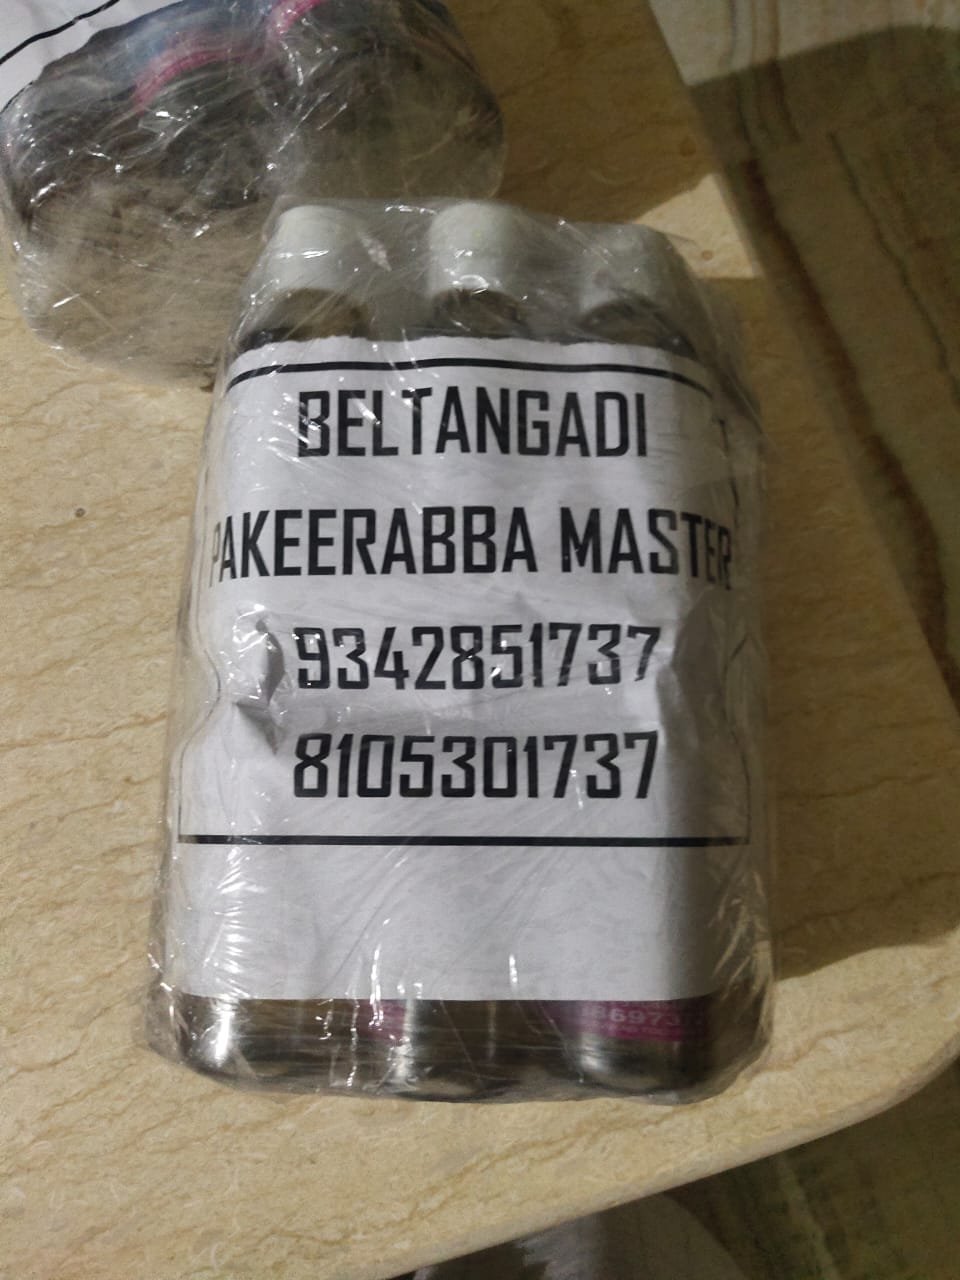 BELTANGADI
PAKEERABBA MASTER
9342851737
8105301737